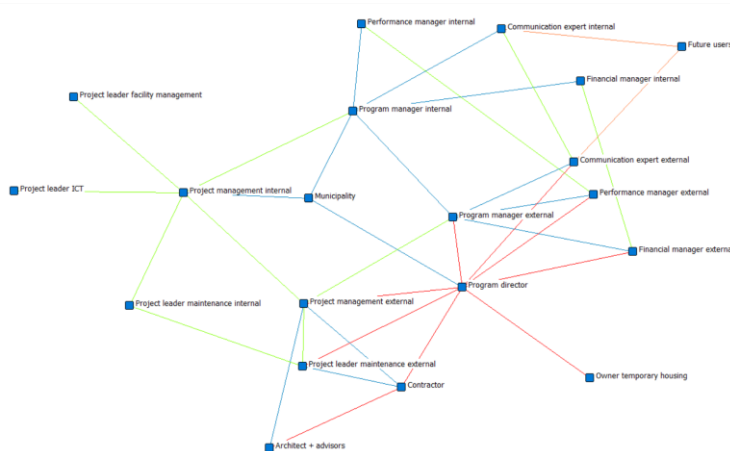 Performance manager internal
Communication expert internal
Future users
Financial manager internal
Project leader facility management
Program manager internal
Communication expert external
Project leader ICT
Project management internal
Municipality
Performance manager external
Program manager external
Financial manager external
Program director
Project leader maintenance internal
Project management external
Project leader maintenance external
Owner temporary housing
Contractor
Architect + advisors